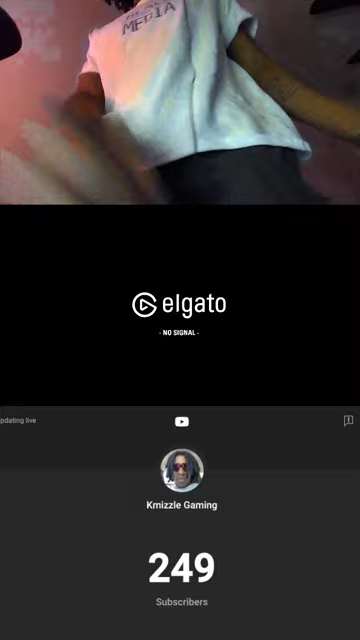 MEDIA
elgato
- NO SIGNAL -
pdating live
Kmizzle Gaming
249
Subscribers